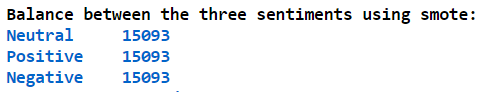 Balance between the three sentiments using smote:
Neutral 15093
Positive 15093
Negative 15093